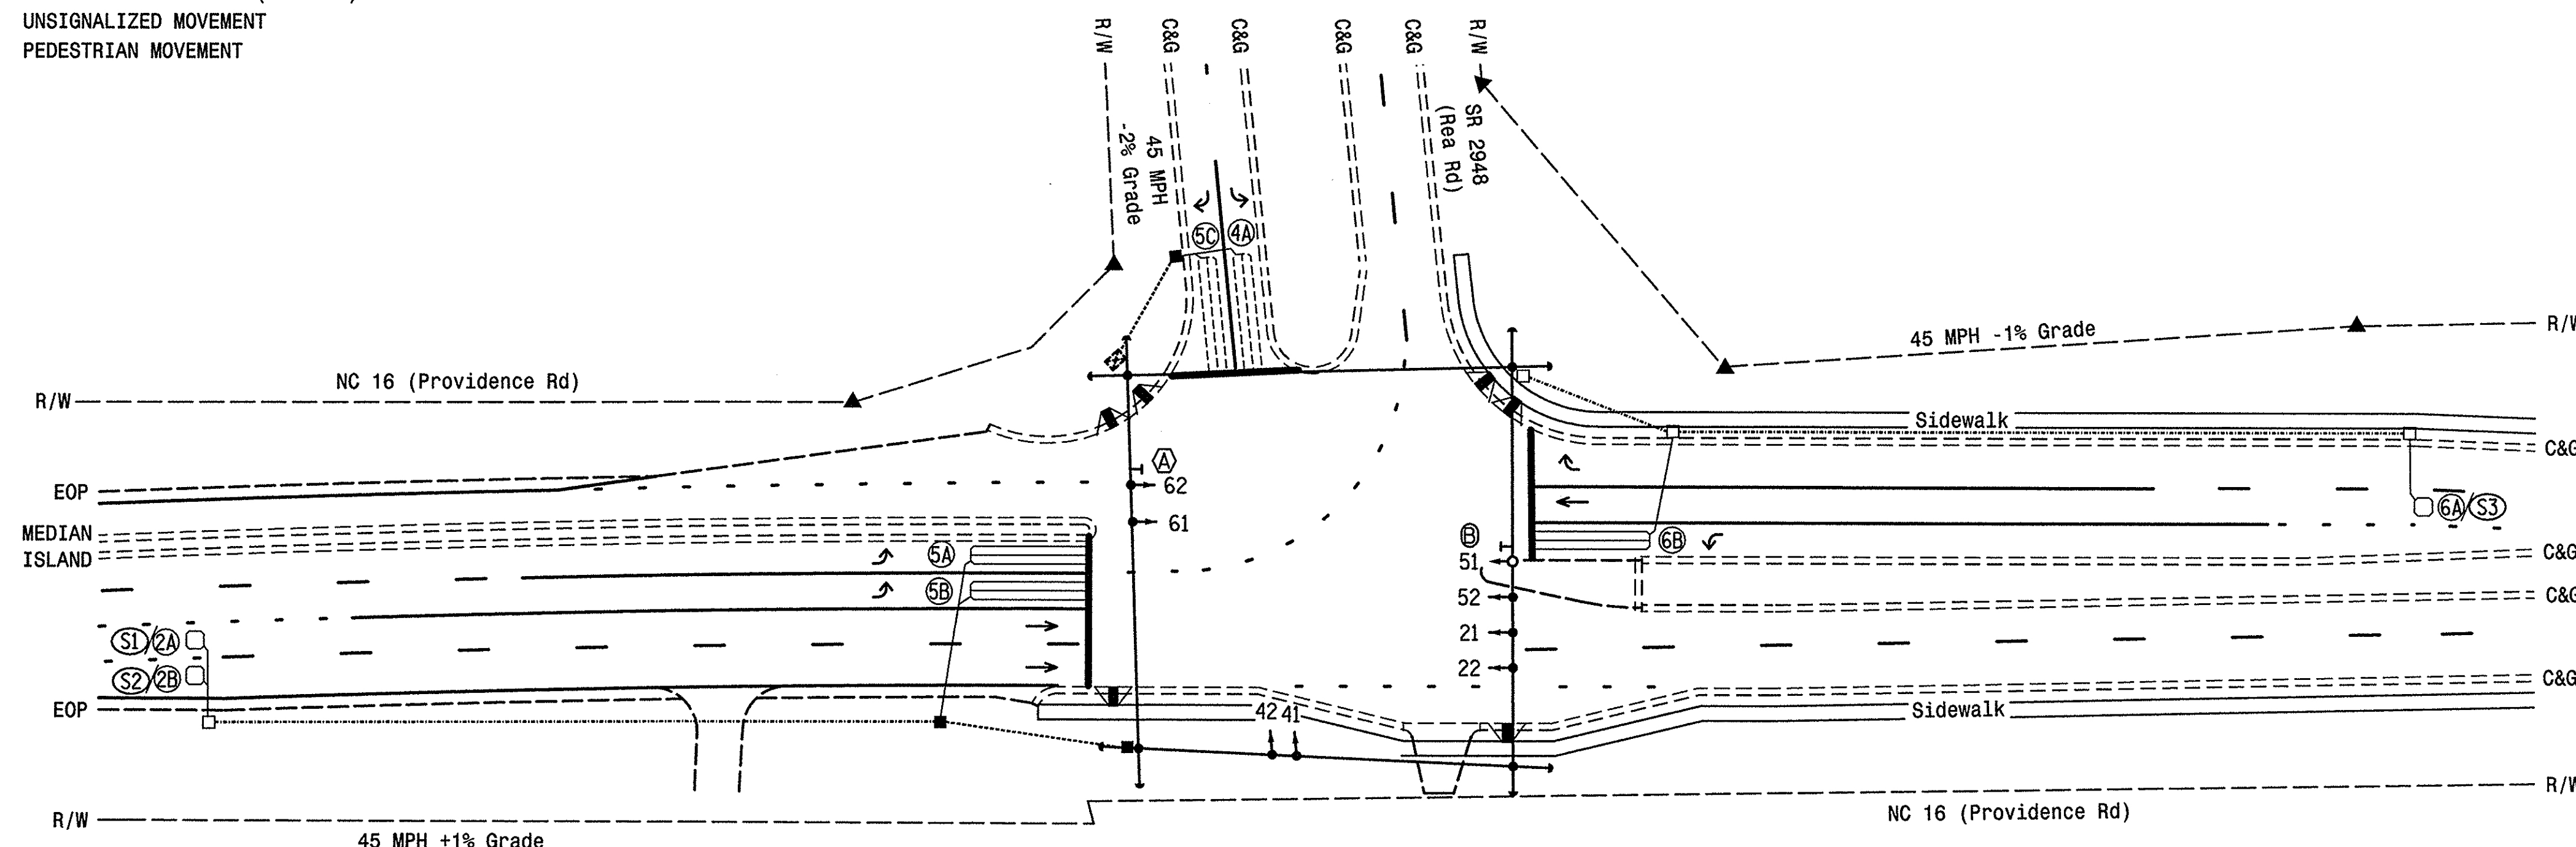 UNSIGNALIZED MOVEMENT
PEDESTRIAN MOVEMENT
R/W
C&G
C&G
C&G
C&G
R/W
45 MPH
-2% Grade
SR 2948
(Rea Rd)
5C
4A
NC 16 (Providence Rd)
R/W
45 MPH -1% Grade
R/W
Sidewalk
C&G
A
62
61
EOP
MEDIAN
ISLAND
5A
5B
B
51
52
21
22
6B
6A/S3
C&G
C&G
S1/2A
S2/2B
EOP
42 41
C&G
Sidewalk
R/W
R/W
NC 16 (Providence Rd)
45 MPH +1% Grade